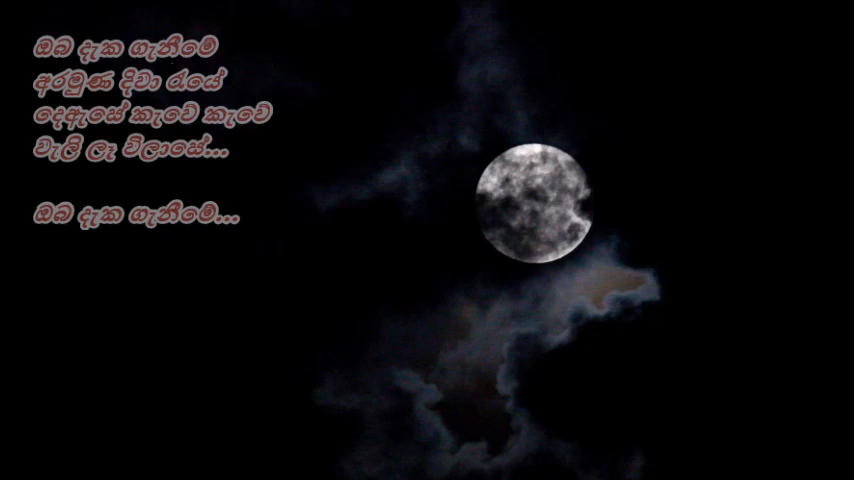 ඔබ දැක ගැනීමේ
අරමුණ දිවා රැයේ
දෙඇසේ කැවේ කැවේ
වැලි ලෑ විලාසේ...
ඔබ දැක ගැනීමේ...